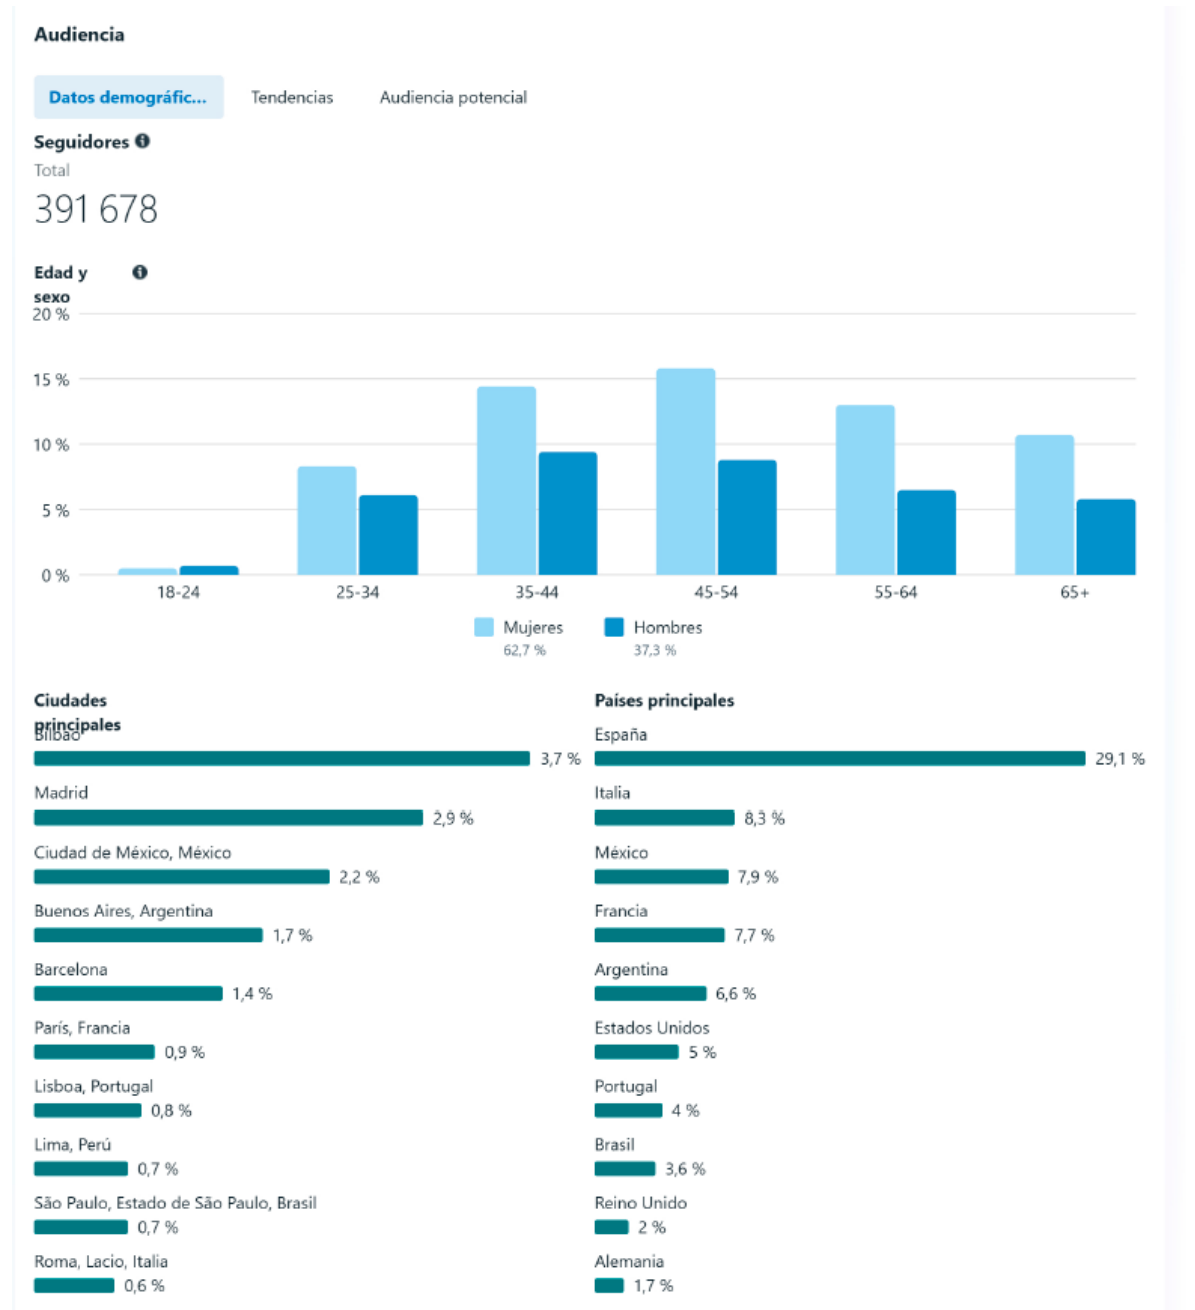 Audiencia
Datos demográfic...
Tendencias
Audiencia potencial
Seguidores
Total
391 678
Edad y
sexo
20 %
15 %
10 %
5 %
0 %
18-24
25-34
35-44
45-54
55-64
65+
Mujeres
62,7 %
Hombres
37,3 %
Ciudades
principales
Bilbao
3,7 %
Madrid
2,9 %
Ciudad de México, México
2,2 %
Buenos Aires, Argentina
1,7 %
Barcelona
1,4 %
París, Francia
0,9 %
Lisboa, Portugal
0,8 %
Lima, Perú
0,7 %
São Paulo, Estado de São Paulo, Brasil
0,7 %
Roma, Lacio, Italia
0,6 %
Países principales
España
29,1 %
Italia
8,3 %
México
7,9 %
Francia
7,7 %
Argentina
6,6 %
Estados Unidos
5 %
Portugal
4 %
Brasil
3,6 %
Reino Unido
2 %
Alemania
1,7 %